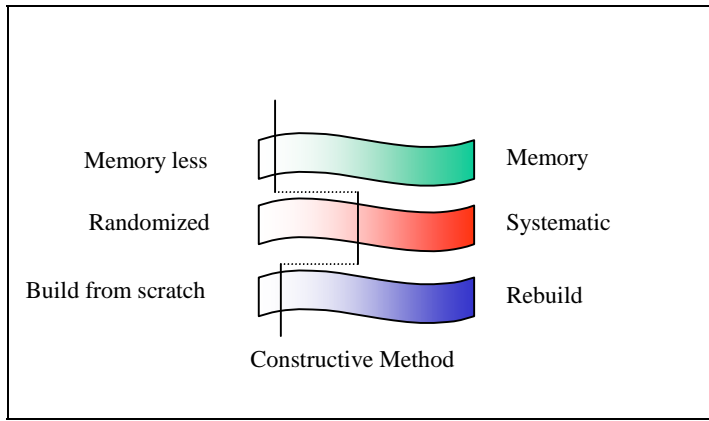 Memory less
Memory
Randomized
Systematic
Build from scratch
Rebuild
Constructive Method